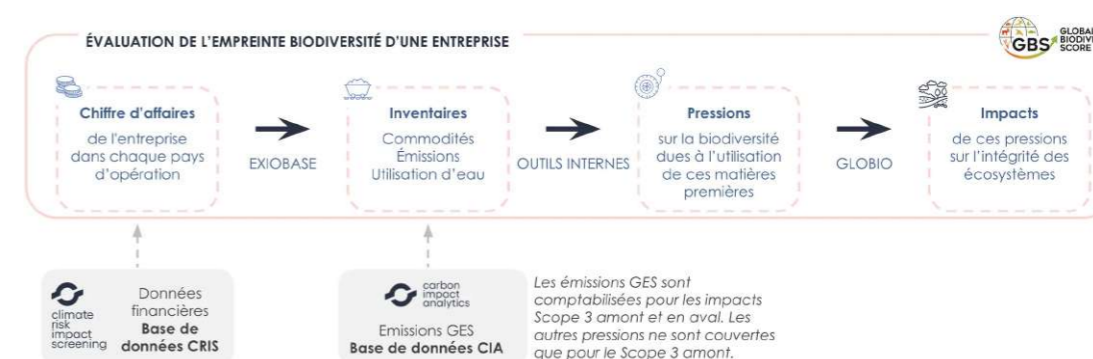 ÉVALUATION DE L'EMPREINTE BIODIVERSITÉ D'UNE ENTREPRISE
GBS
GLOBAL
SCORE
Chiffre d'affaires
de l'entreprise
dans chaque pays
d'opération
EXIOBASE
Inventaires
Commodités
Émissions
Utilisation d'eau
OUTILS INTERNES
Pressions
sur la biodiversité
dues à l'utilisation
de ces matières
premières
GLOBIO
Impacts
de ces pressions
sur l'intégrité des
écosystèmes
climate
risk
impact
screening
Données
financières
Base de
données CRIS
carbon
impact
analytics
Emissions GES
Base de données CIA
Les émissions GES sont
comptabilisées pour les impacts
Scope 3 amont et en aval. Les
autres pressions ne sont couvertes
que pour le Scope 3 amont.